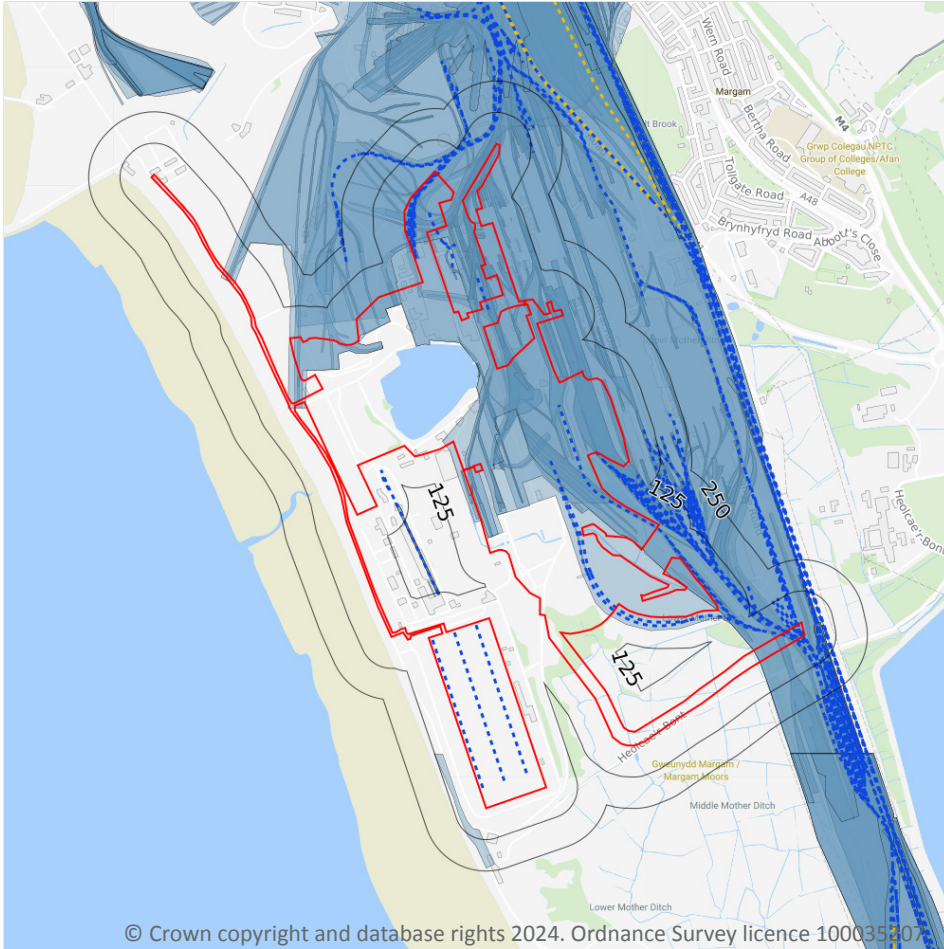 Wern Road
Margam
Bertha Road
M4
Brook
Grwp Colegau NPTC
Group of Colleges/Afan
College
Tollgate Road
A48
Brynhyfryd Road
Abbott's Close
Heolcae'r-Bont
125
125
250
125
Heolcae'r Bont
Gweunydd Margam /
Margam Moors
Middle Mother Ditch
Lower Mother Ditch
© Crown copyright and database rights 2024. Ordnance Survey licence 100035207.